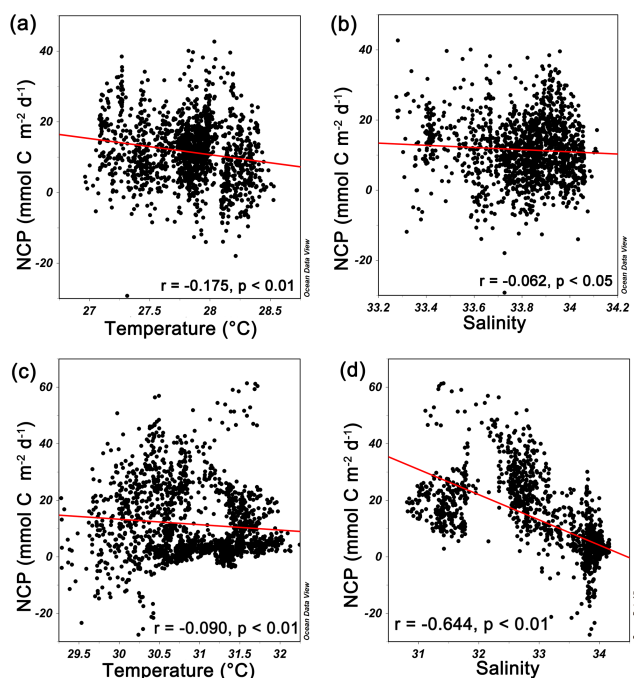 (a)
40
20
0
-20
NCP (mmol C m⁻² d⁻¹)
r = -0.175, p < 0.01
27
27.5
28
28.5
Temperature (°C)
Ocean Data View
(b)
40
20
0
-20
NCP (mmol C m⁻² d⁻¹)
r = -0.062, p < 0.05
33.2
33.4
33.6
33.8
34
34.2
Salinity
Ocean Data View
(c)
60
40
20
0
-20
NCP (mmol C m⁻² d⁻¹)
r = -0.090, p < 0.01
29.5
30
30.5
31
31.5
32
Temperature (°C)
Ocean Data View
(d)
60
40
20
0
-20
NCP (mmol C m⁻² d⁻¹)
r = -0.644, p < 0.01
31
32
33
34
Salinity